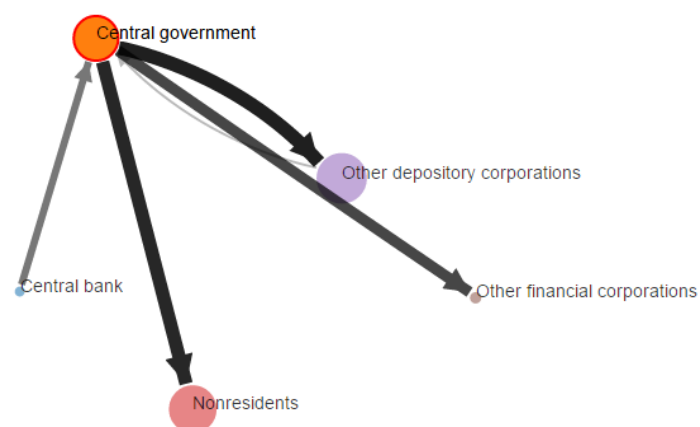 Central government
Other depository corporations
Central bank
Other financial corporations
Nonresidents